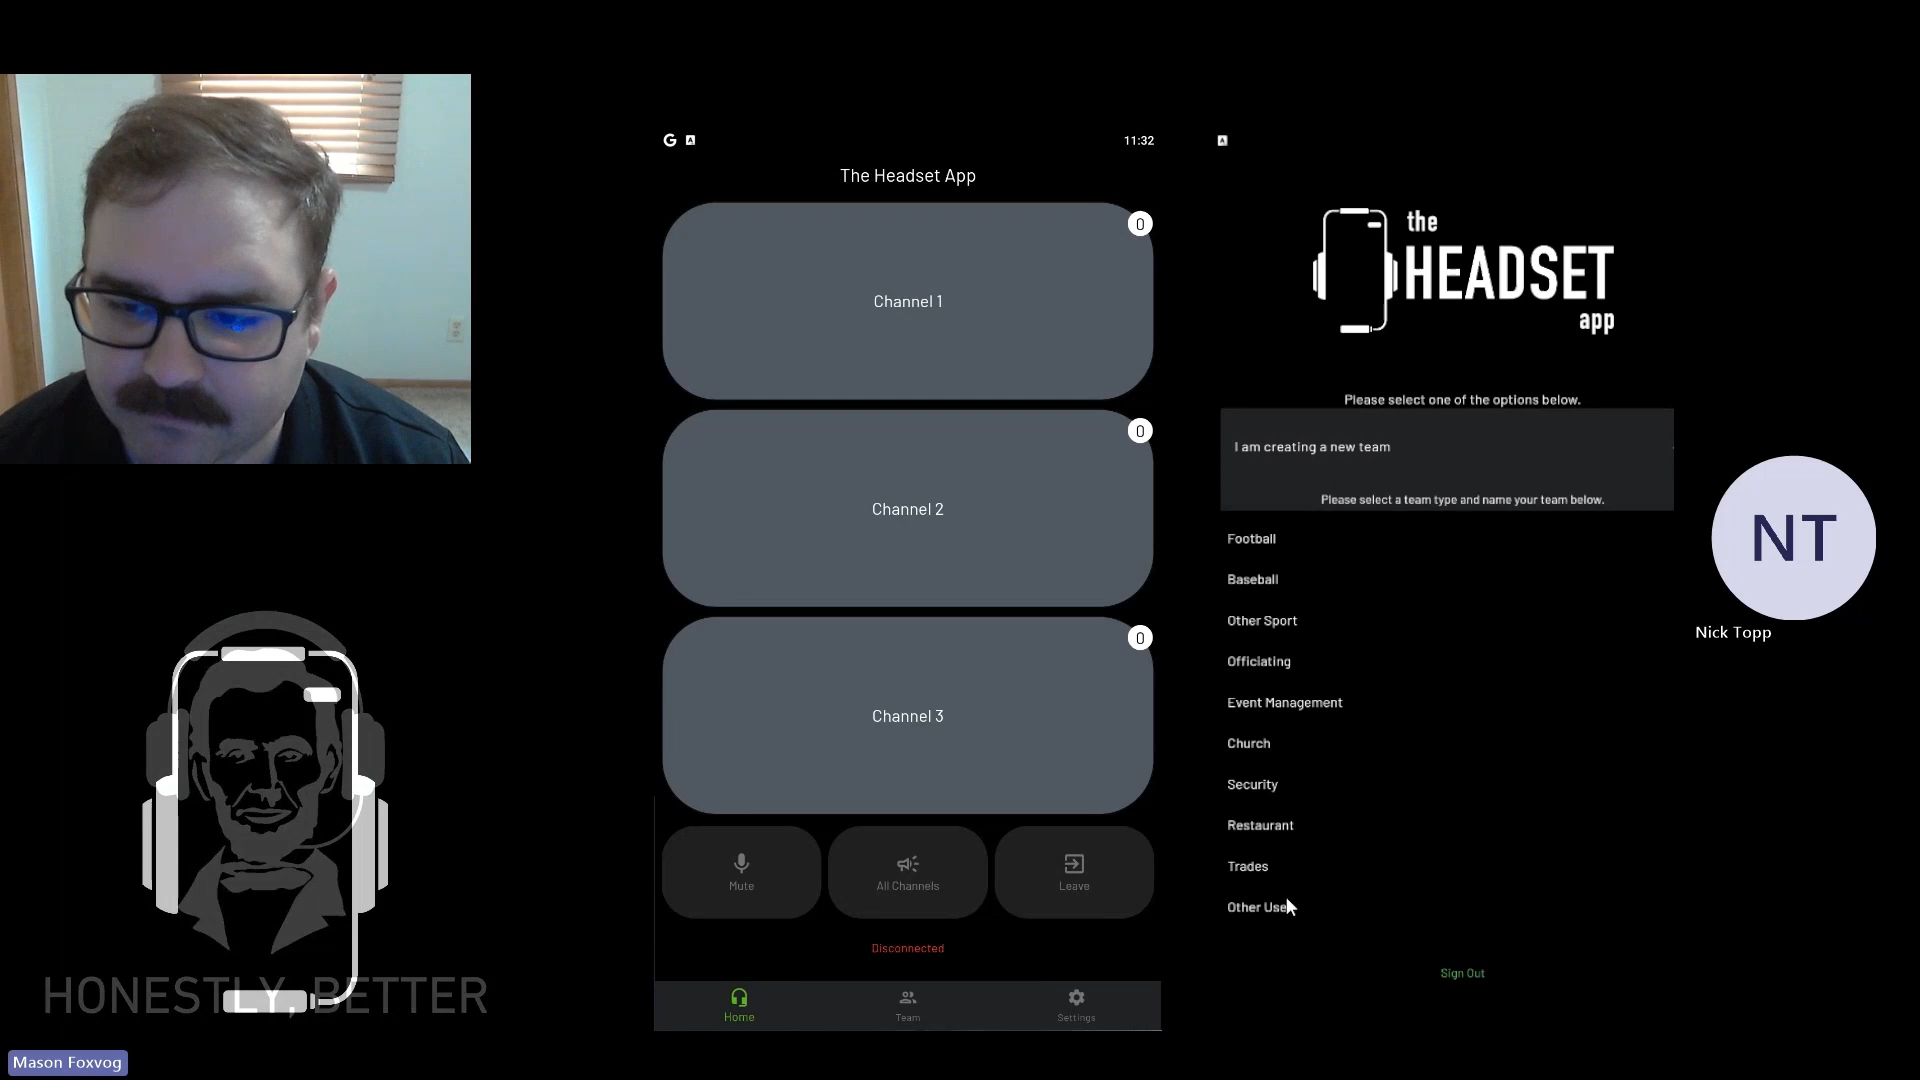 11:32
The Headset App
0
Channel 1
0
Channel 2
0
Channel 3
Mute
All Channels
Leave
Disconnected
Home
Team
Settings
the
HEADSET
app
Please select one of the options below.
I am creating a new team
Please select a team type and name your team below.
Football
Baseball
Other Sport
Officiating
Event Management
Church
Security
Restaurant
Trades
Other Use
Sign Out
NT
Nick Topp
HONESTLY, BETTER
Mason Foxvog